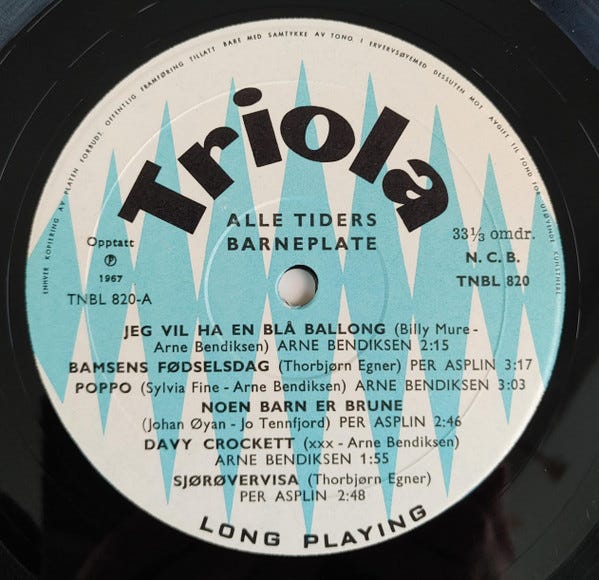 ENHVER KOPIERING AV PLATEN FORBUDT. OFFENTLIG FRAMFØRING TILLATT BARE MED SAMTYKKE AV TONO. I ERVERVSØYEMED DESSUTEN MOT AVGIFT TIL FOND FOR UTØVENDE KUNSTNERE
Triola
ALLE TIDERS
BARNEPLATE
Opptatt
Ⓟ
1967
TNBL 820-A
33⅓ omdr.
N. C. B.
TNBL 820
JEG VIL HA EN BLÅ BALLONG (Billy Mure -
Arne Bendiksen) ARNE BENDIKSEN 2:15
BAMSENS FØDSELSDAG (Thorbjørn Egner) PER ASPLIN 3:17
POPPO (Sylvia Fine - Arne Bendiksen) ARNE BENDIKSEN 3:03
NOEN BARN ER BRUNE
(Johan Øyan - Jo Tennfjord) PER ASPLIN 2:46
DAVY CROCKETT (xxx - Arne Bendiksen)
ARNE BENDIKSEN 1:55
SJØRØVERVISA (Thorbjørn Egner)
PER ASPLIN 2:48
LONG PLAYING